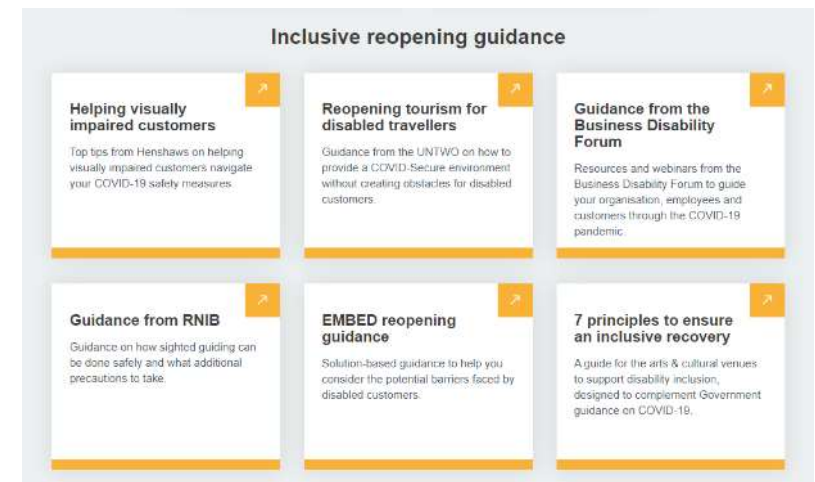 Inclusive reopening guidance
Helping visually
impaired customers
Top tips from Henshaws on helping
visually impaired customers navigate
your COVID-19 safety measures.
Reopening tourism for
disabled travellers
Guidance from the UNTWO on how to
provide a COVID-Secure environment
without creating obstacles for disabled
customers.
Guidance from the
Business Disability
Forum
Resources and webinars from the
Business Disability Forum to guide
your organisation, employees and
customers through the COVID-19
pandemic.
Guidance from RNIB
Guidance on how sighted guiding can
be done safely and what additional
precautions to take.
EMBED reopening
guidance
Solution-based guidance to help you
consider the potential barriers faced by
disabled customers.
7 principles to ensure
an inclusive recovery
A guide for the arts & cultural venues
to support disability inclusion,
designed to complement Government
guidance on COVID-19.